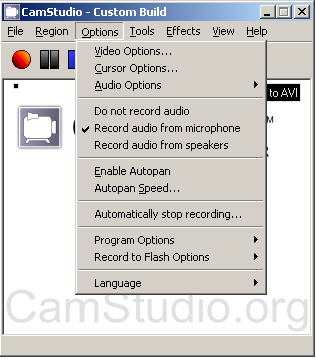 CamStudio - Custom Build
File Region Options Tools Effects View Help
Video Options...
Cursor Options...
Audio Options
to AVI
Do not record audio
Record audio from microphone
Record audio from speakers
Enable Autopan
Autopan Speed...
Automatically stop recording...
Program Options
Record to Flash Options
Language
CamStudio.org